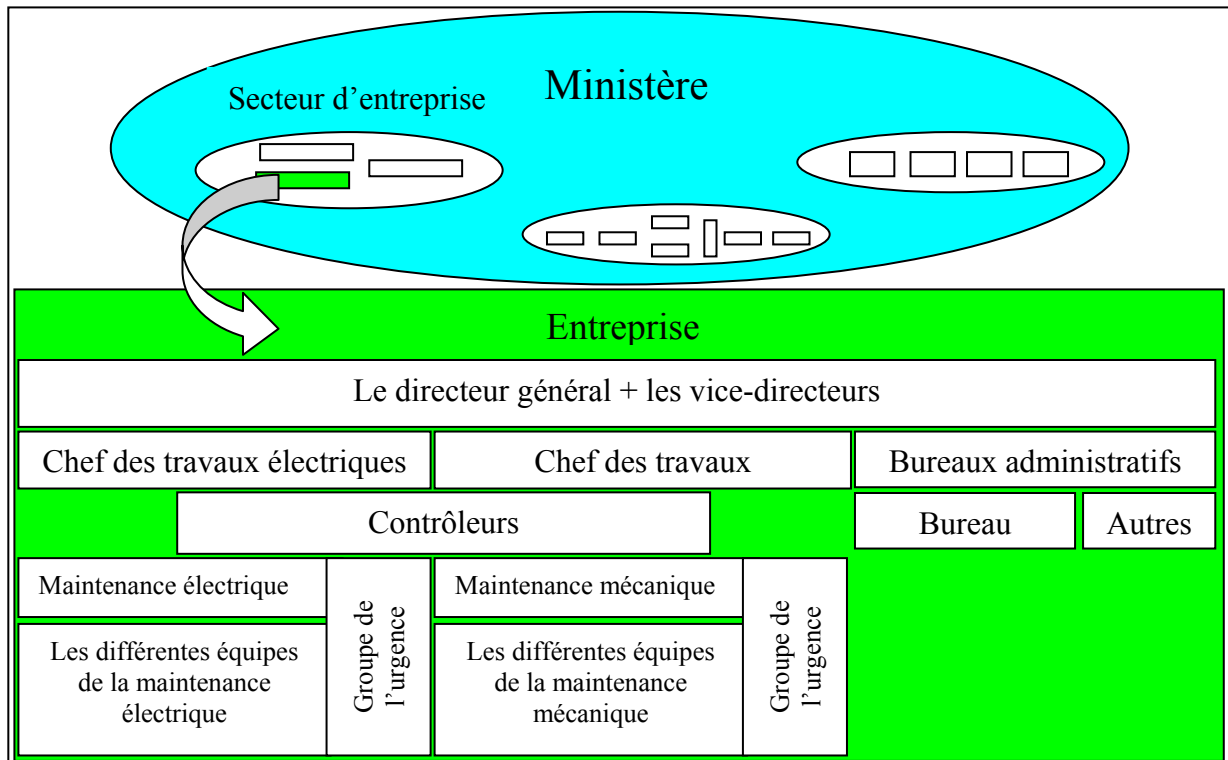 Ministère
Secteur d'entreprise
Entreprise
Le directeur général + les vice-directeurs
Chef des travaux électriques
Chef des travaux
Bureaux administratifs
Contrôleurs
Bureau
Autres
Maintenance électrique
Groupe de
l'urgence
Maintenance mécanique
Groupe de
l'urgence
Les différentes équipes
de la maintenance
électrique
Les différentes équipes
de la maintenance
mécanique